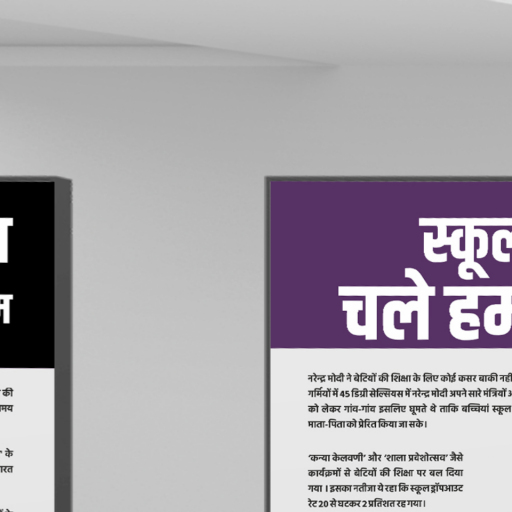 की
के
स्कूल
चले हम
नरेन्द्र मोदी ने बेटियों की शिक्षा के लिए कोई कसर बाकी नहीं
गर्मियों में 45 डिग्री सेल्सियस में नरेन्द्र मोदी अपने सारे मंत्रियों
को लेकर गांव-गांव इसलिए घूमते थे ताकि बच्चियां स्कूल
माता-पिता को प्रेरित किया जा सके।
'कन्या केलवणी' और 'शाला प्रवेशोत्सव' जैसे
कार्यक्रमों से बेटियों की शिक्षा पर बल दिया
गया । इसका नतीजा ये रहा कि स्कूल ड्रॉपआउट
रेट 20 से घटकर 2 प्रतिशत रह गया।